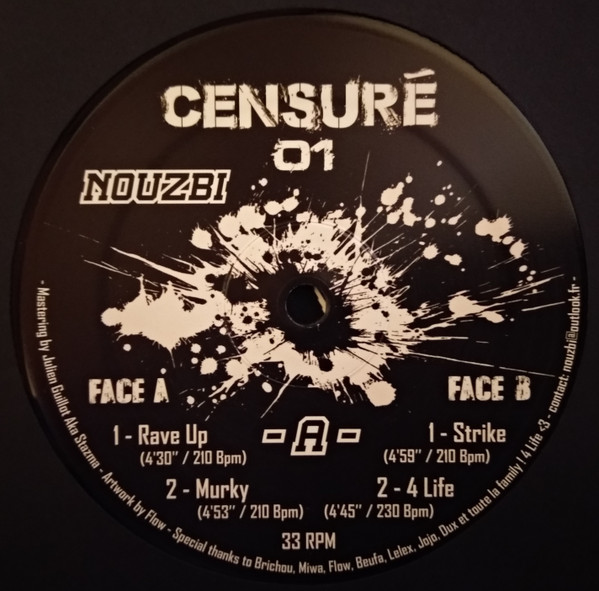 CENSURÉ
01
NOUZBI
FACE A
FACE B
- A -
1 - Rave Up
(4'30'' / 210 Bpm)
2 - Murky
(4'53'' / 210 Bpm)
1 - Strike
(4'59'' / 210 Bpm)
2 - 4 Life
(4'45'' / 230 Bpm)
33 RPM
- Mastering by Julien Guillot Aka Stazma - Artwork by Flow - Special thanks to Brichou, Miwa, Flow, Beufa, Lelex, Jojo, Dux et toute la family ! 4 Life <3 - contact: nouzbi@outlook.fr -